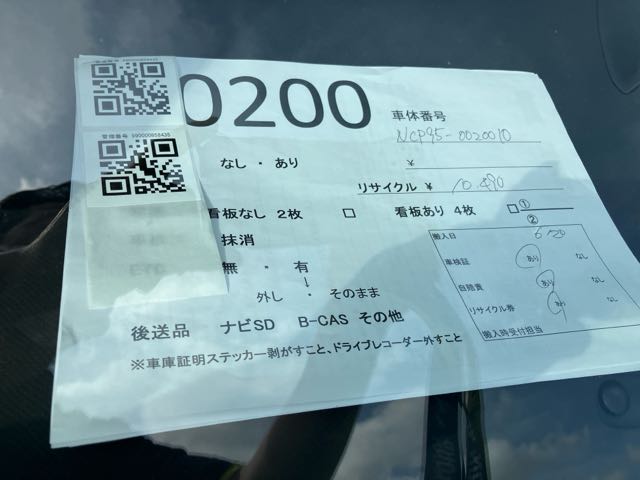 0200
管理番号 590000958435
車体番号
NCP95-0020010
なし ・ あり
¥
リサイクル ¥ 10,490
看板なし 2枚 □ 看板あり 4枚 □①
②
抹消
無 ・ 有
↓
外し ・ そのまま
後送品 ナビSD B-CAS その他
※車庫証明ステッカー剥がすこと、ドライブレコーダー外すこと
搬入日 6/20
車検証 あり なし
自賠責 あり なし
リサイクル券 あり なし
搬入時受付担当